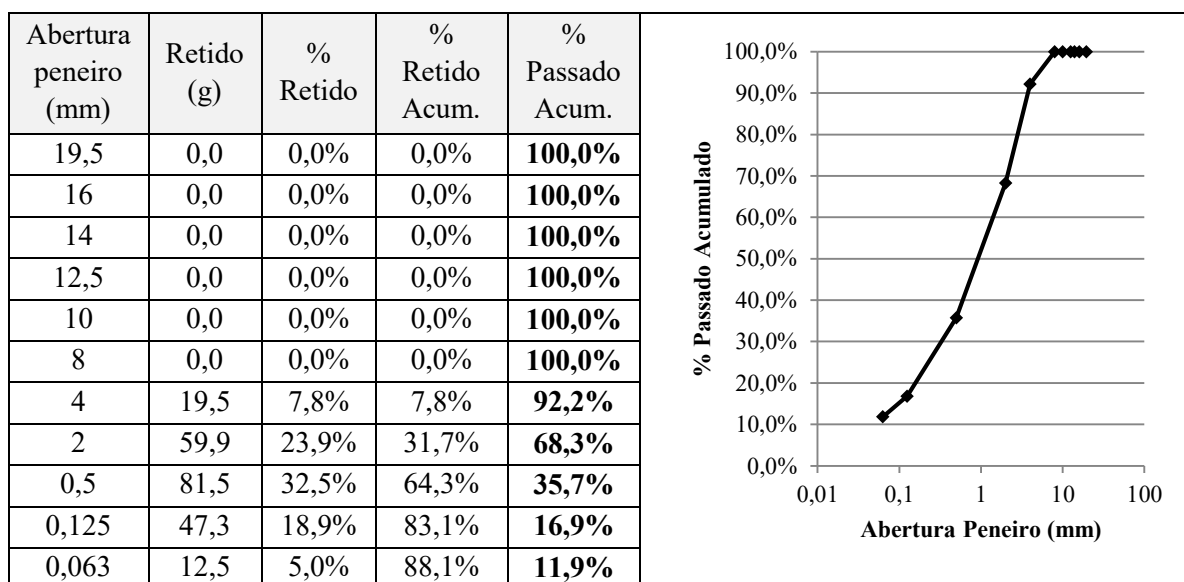 Abertura peneiro (mm) Retido (g) % Retido % Retido Acum. % Passado Acum.
19,5 0,0 0,0% 0,0% 100,0%
16 0,0 0,0% 0,0% 100,0%
14 0,0 0,0% 0,0% 100,0%
12,5 0,0 0,0% 0,0% 100,0%
10 0,0 0,0% 0,0% 100,0%
8 0,0 0,0% 0,0% 100,0%
4 19,5 7,8% 7,8% 92,2%
2 59,9 23,9% 31,7% 68,3%
0,5 81,5 32,5% 64,3% 35,7%
0,125 47,3 18,9% 83,1% 16,9%
0,063 12,5 5,0% 88,1% 11,9%
% Passado Acumulado
100,0%
90,0%
80,0%
70,0%
60,0%
50,0%
40,0%
30,0%
20,0%
10,0%
0,0%
0,01 0,1 1 10 100
Abertura Peneiro (mm)